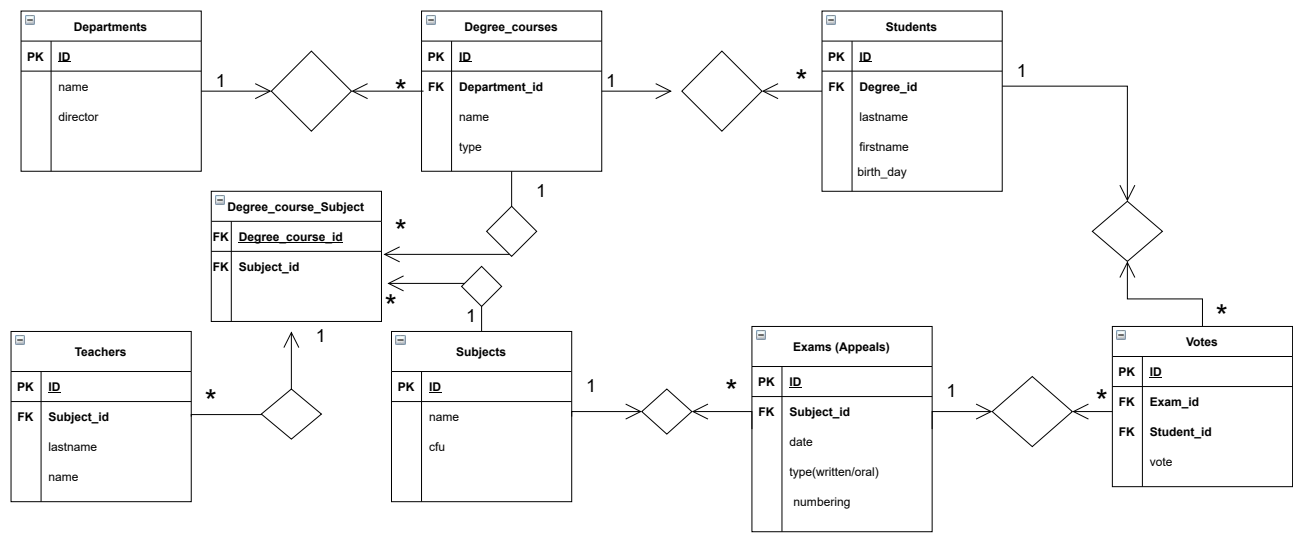 Departments
PK ID
name
director
1
*
Degree_courses
PK ID
FK Department_id
name
type
1
*
Students
PK ID
FK Degree_id
lastname
firstname
birth_day
1
1
*
Degree_course_Subject
FK Degree_course_id
FK Subject_id
*
1
1
Teachers
PK ID
FK Subject_id
lastname
name
*
Subjects
PK ID
name
cfu
1
*
Exams (Appeals)
PK ID
FK Subject_id
date
type(written/oral)
numbering
1
*
*
Votes
PK ID
FK Exam_id
FK Student_id
vote